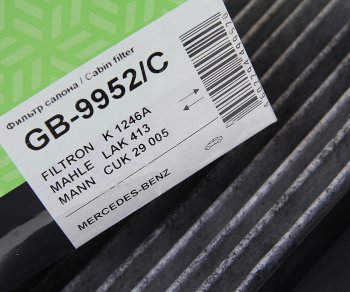 Фильтр салона / Cabin filter
GB-9952/C
FILTRON K 1246A
MAHLE LAK 413
MANN CUK 29 005
MERCEDES-BENZ